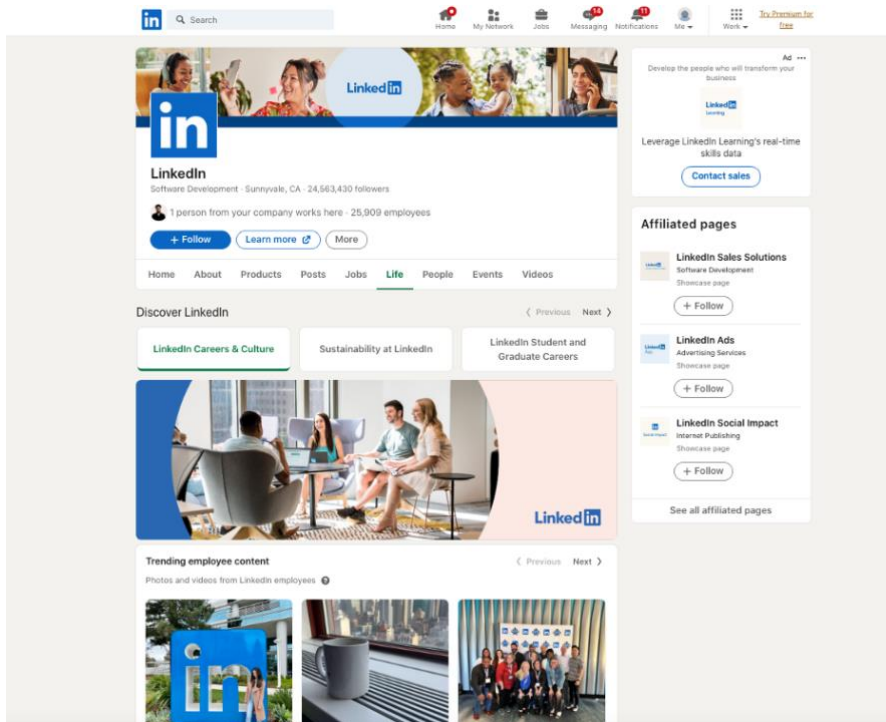 in
Search
Home
My Network
Jobs
14
Messaging
11
Notifications
Me
Work
Try Premium for
free
LinkedIn
in
LinkedIn
Software Development · Sunnyvale, CA · 24,563,430 followers
1 person from your company works here · 25,909 employees
+ Follow
Learn more
More
Home About Products Posts Jobs Life People Events Videos
Discover LinkedIn
Previous Next
LinkedIn Careers & Culture
Sustainability at LinkedIn
LinkedIn Student and
Graduate Careers
LinkedIn
Trending employee content
Previous Next
Photos and videos from LinkedIn employees
in
Ad
Develop the people who will transform your
business
LinkedIn
Learning
Leverage LinkedIn Learning's real-time
skills data
Contact sales
Affiliated pages
LinkedIn Sales Solutions
Software Development
Showcase page
+ Follow
LinkedIn Ads
Advertising Services
Showcase page
+ Follow
LinkedIn Social Impact
Internet Publishing
Showcase page
+ Follow
See all affiliated pages